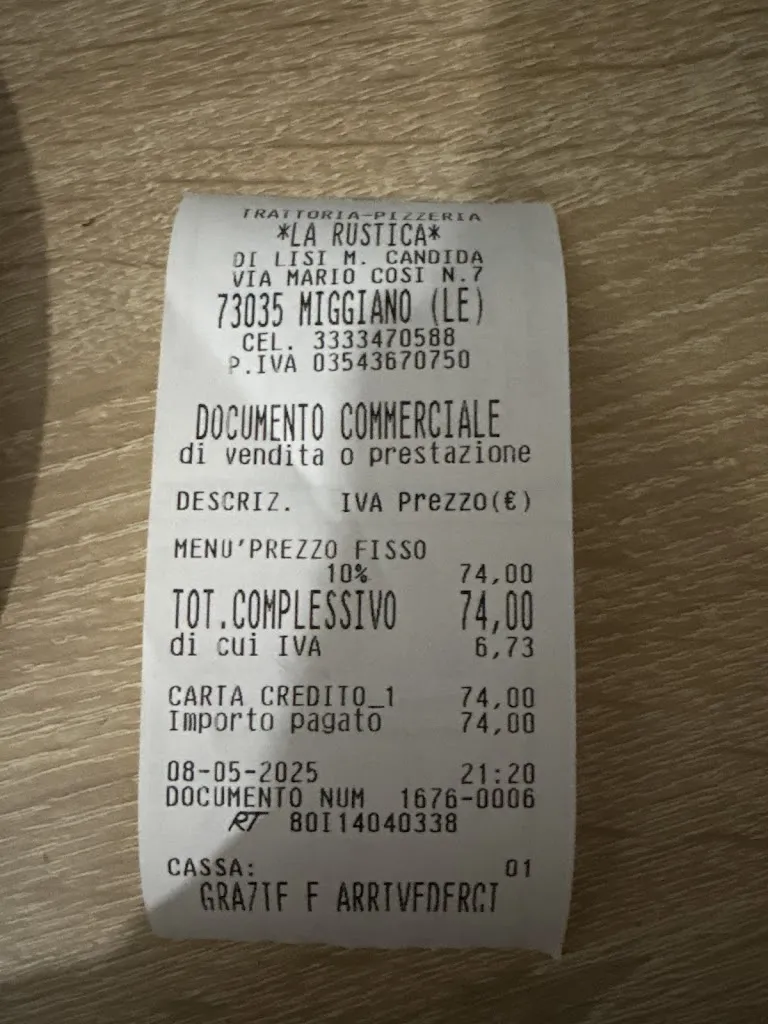 TRATTORIA-PIZZERIA
*LA RUSTICA*
DI LISI M. CANDIDA
VIA MARIO COSI N.7
73035 MIGGIANO (LE)
CEL. 3333470588
P.IVA 03543670750
DOCUMENTO COMMERCIALE
di vendita o prestazione
DESCRIZ. IVA Prezzo(€)
MENU'PREZZO FISSO
10% 74,00
TOT.COMPLESSIVO 74,00
di cui IVA 6,73
CARTA CREDITO_1 74,00
Importo pagato 74,00
08-05-2025 21:20
DOCUMENTO NUM 1676-0006
RT 80I14040338
CASSA: 01
GRAZIE E ARRIVEDERCI